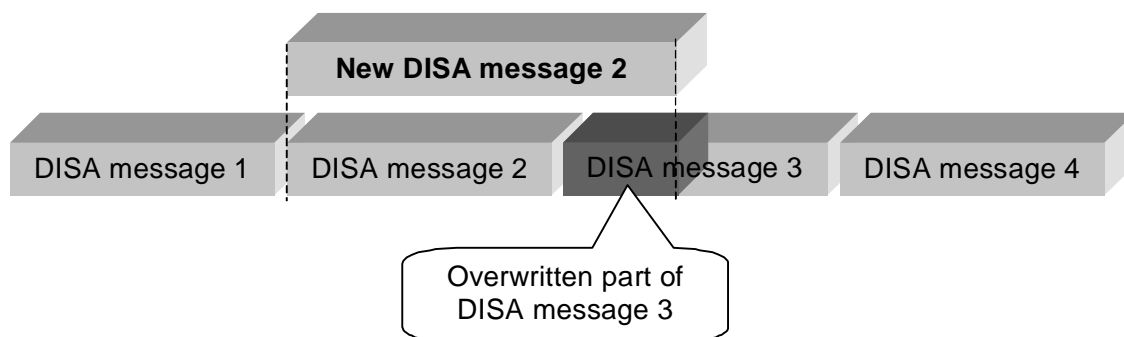 New DISA message 2
DISA message 1
DISA message 2
DISA message 3
DISA message 4
Overwritten part of
DISA message 3